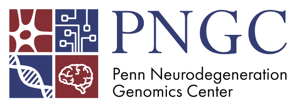 PNGC
Penn Neurodegeneration
Genomics Center